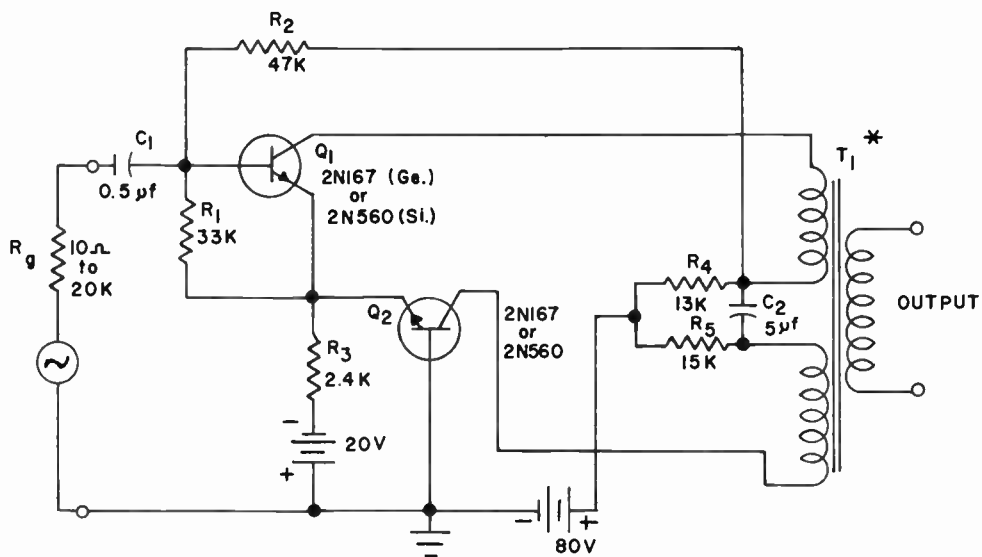 R2
47K
C1
0.5 μf
Q1
2N167 (Ge.)
or
2N560 (Si.)
T1 *
R1
33K
Rg
10Ω
to
20K
R4
13K
C2
5μf
R5
15K
OUTPUT
Q2
2N167
or
2N560
R3
2.4K
-
20V
+
-
+
80V